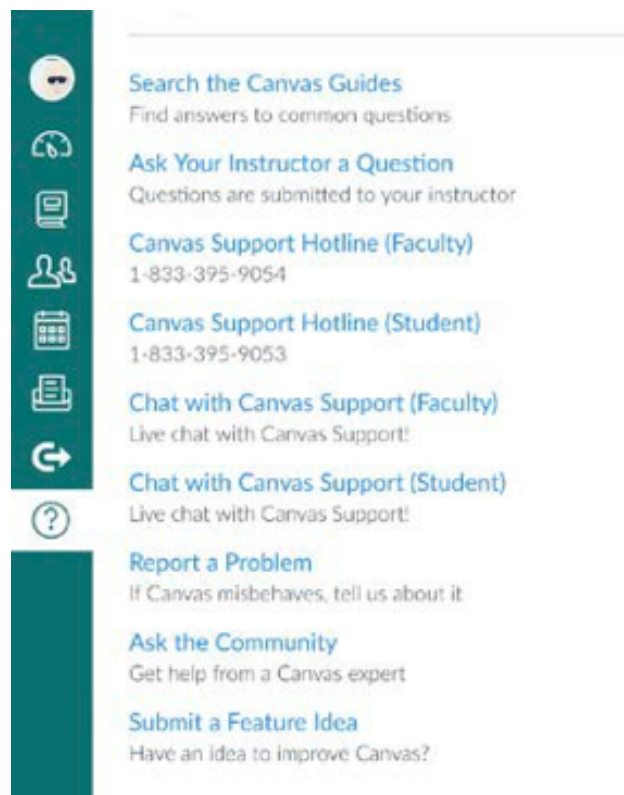 Search the Canvas Guides
Find answers to common questions
Ask Your Instructor a Question
Questions are submitted to your instructor
Canvas Support Hotline (Faculty)
1-833-395-9054
Canvas Support Hotline (Student)
1-833-395-9053
Chat with Canvas Support (Faculty)
Live chat with Canvas Support!
Chat with Canvas Support (Student)
Live chat with Canvas Support!
Report a Problem
If Canvas misbehaves, tell us about it
Ask the Community
Get help from a Canvas expert
Submit a Feature Idea
Have an idea to improve Canvas?